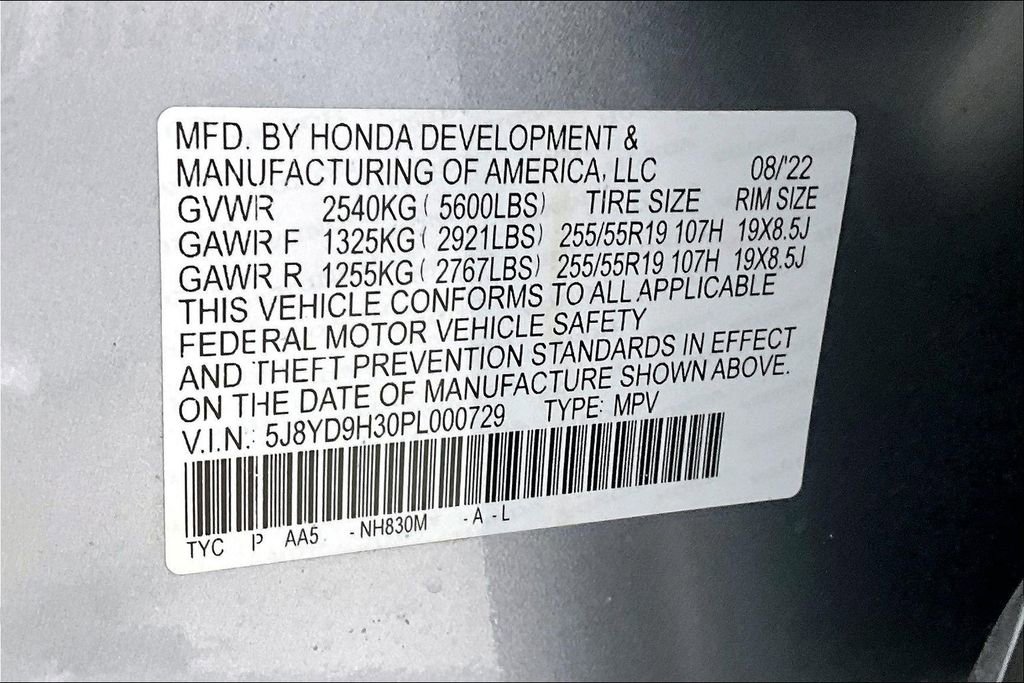 MFD. BY HONDA DEVELOPMENT &
MANUFACTURING OF AMERICA, LLC 08/'22
GVWR 2540KG ( 5600LBS) TIRE SIZE RIM SIZE
GAWR F 1325KG ( 2921LBS) 255/55R19 107H 19X8.5J
GAWR R 1255KG ( 2767LBS) 255/55R19 107H 19X8.5J
THIS VEHICLE CONFORMS TO ALL APPLICABLE
FEDERAL MOTOR VEHICLE SAFETY
AND THEFT PREVENTION STANDARDS IN EFFECT
ON THE DATE OF MANUFACTURE SHOWN ABOVE.
V.I.N.: 5J8YD9H30PL000729 TYPE: MPV
TYC P AA5 - NH830M - A - L